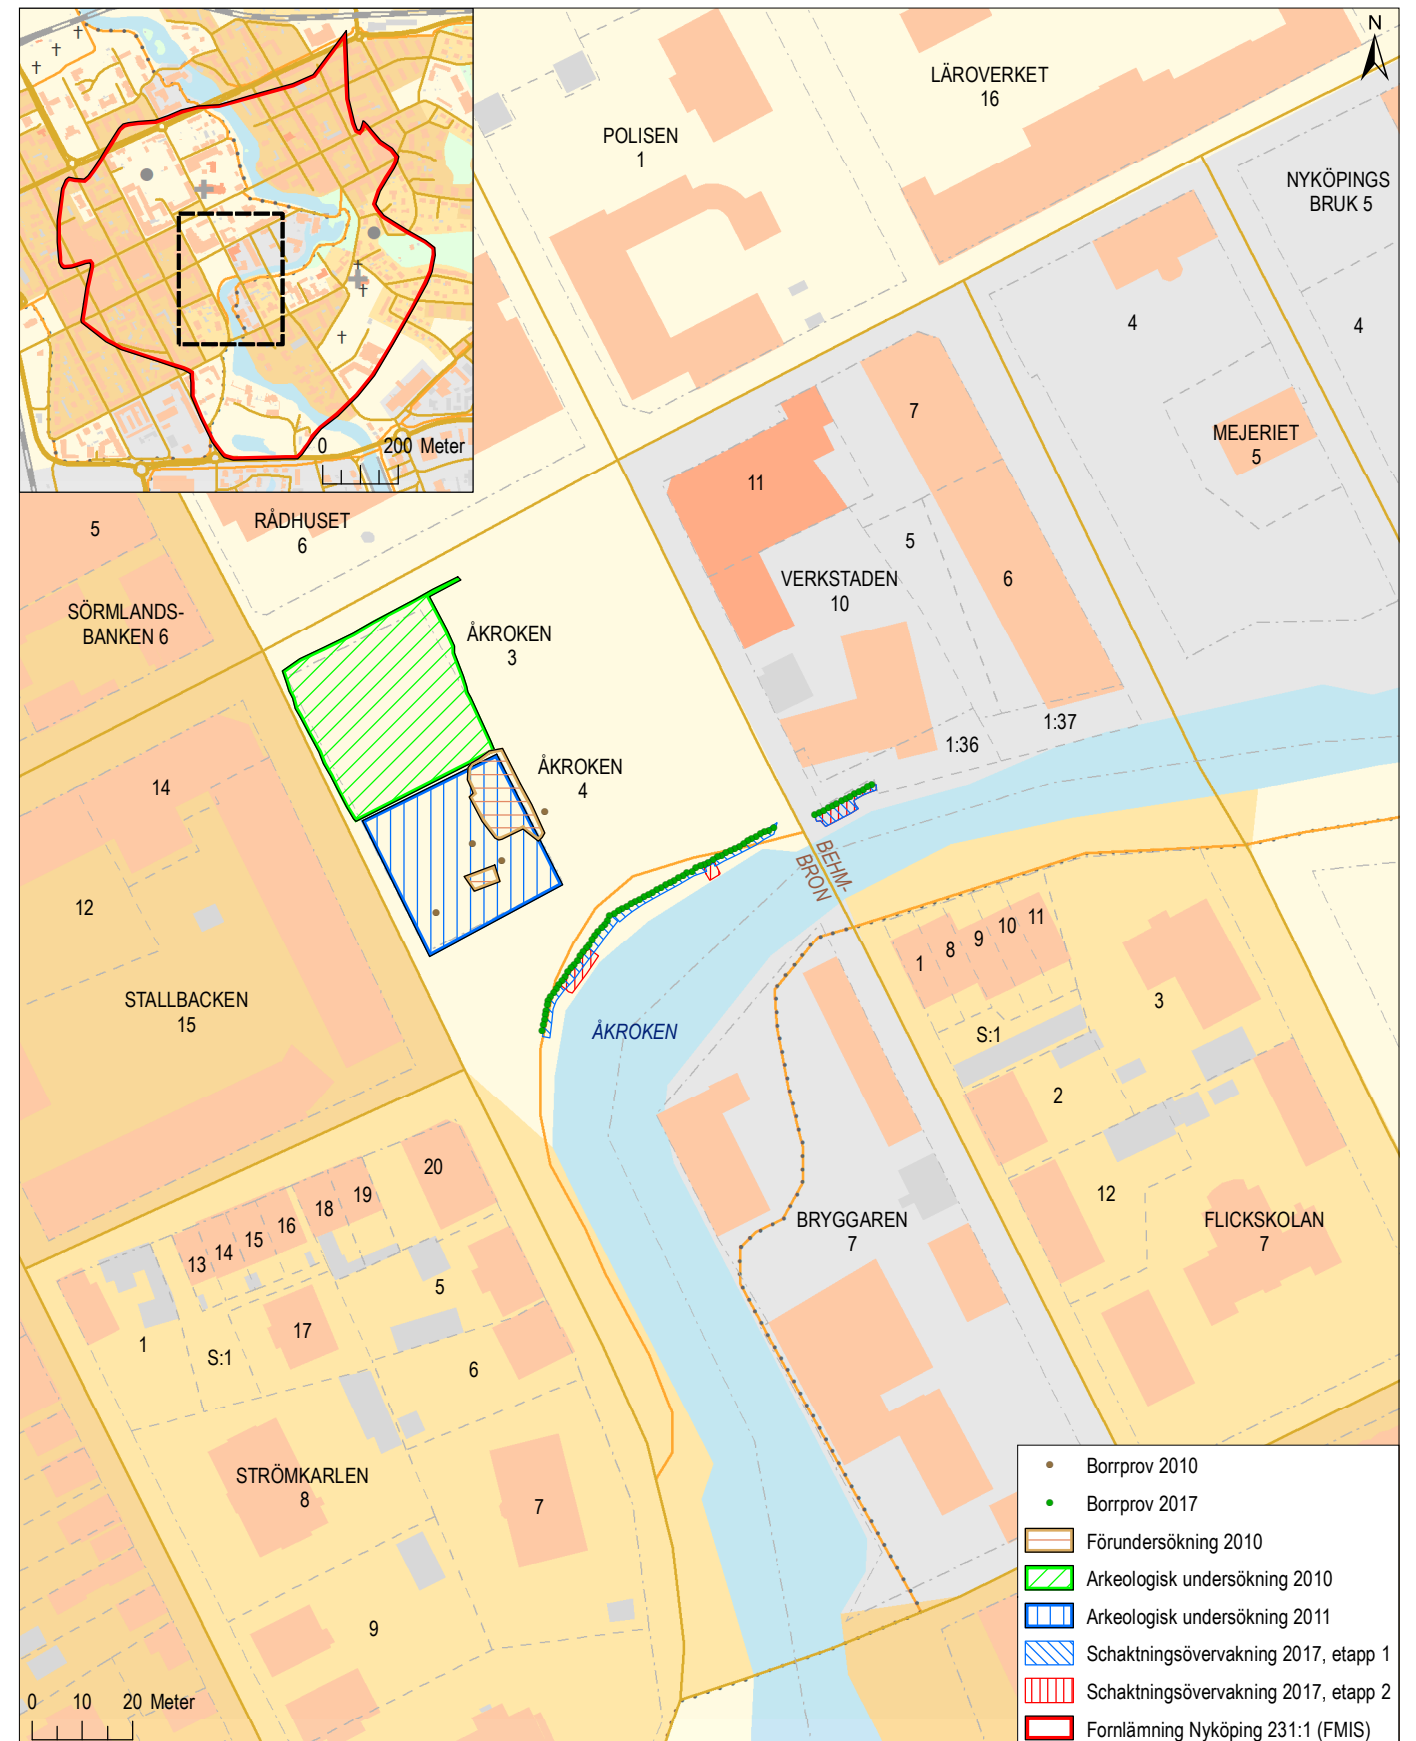 N
LÄROVERKET
16
POLISEN
1
NYKÖPINGS
BRUK 5
4
4
7
MEJERIET
5
0 200 Meter
11
5
RÅDHUSET
6
5
VERKSTADEN
10
6
SÖRMLANDS-
BANKEN 6
ÅKROKEN
3
1:37
1:36
ÅKROKEN
4
14
BEHM-
BRON
12
11
10
9
8
1
STALLBACKEN
15
3
ÅKROKEN
S:1
2
20
19
18
16
15
14
13
12
BRYGGAREN
7
FLICKSKOLAN
7
5
17
1
S:1
6
STRÖMKARLEN
8
7
9
0 10 20 Meter
Borrprov 2010
Borrprov 2017
Förundersökning 2010
Arkeologisk undersökning 2010
Arkeologisk undersökning 2011
Schaktningsövervakning 2017, etapp 1
Schaktningsövervakning 2017, etapp 2
Fornlämning Nyköping 231:1 (FMIS)